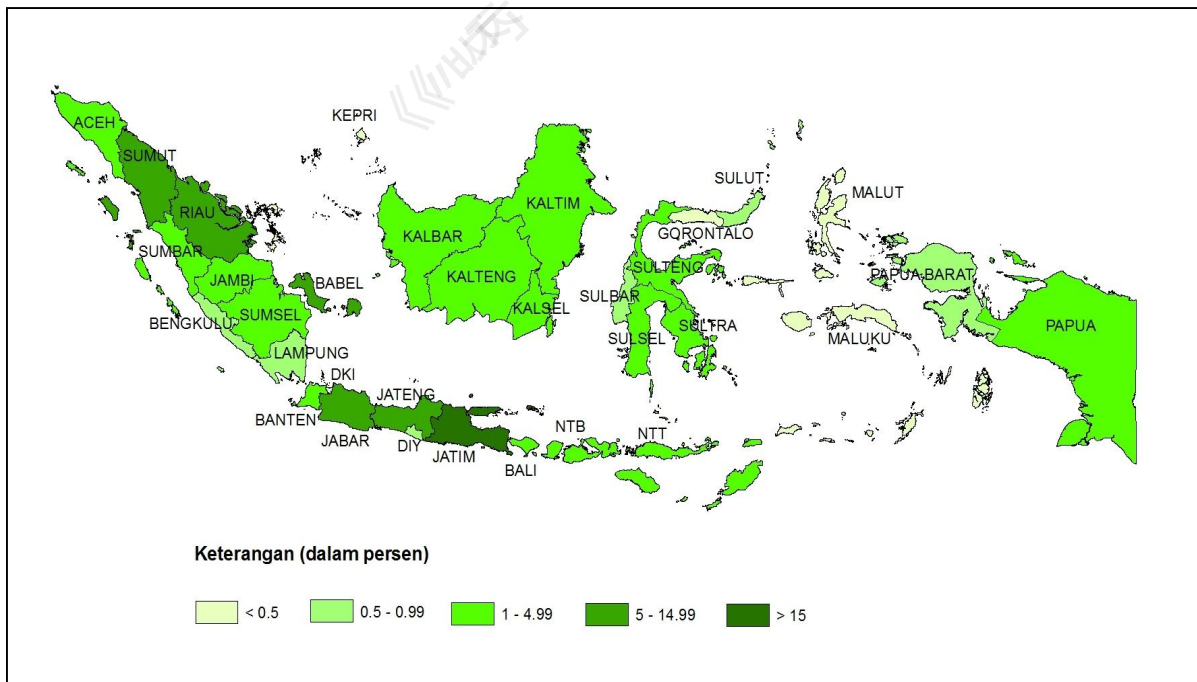 KEPRI
ACEH
SUMUT
RIAU
SUMBAR
JAMBI
BABEL
SUMSEL
BENGKULU
LAMPUNG
DKI
BANTEN
JABAR
JATENG
DIY
JATIM
BALI
NTB
NTT
KALBAR
KALTENG
KALTIM
KALSEL
SULUT
GORONTALO
SULTENG
SULBAR
SULSEL
SULTRA
MALUT
MALUKU
PAPUA BARAT
PAPUA
Keterangan (dalam persen)
< 0.5
0.5 - 0.99
1 - 4.99
5 - 14.99
> 15